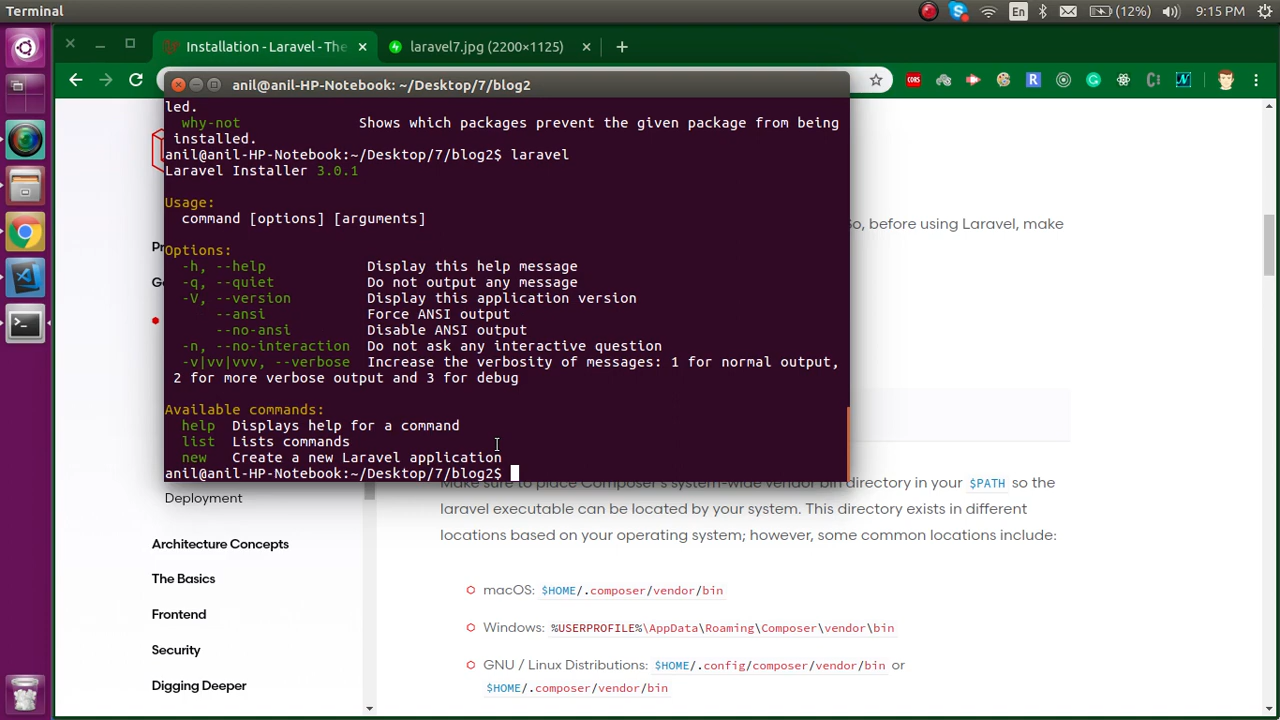 Terminal
En
(12%)
9:15 PM
Installation - Laravel - The
laravel7.jpg (2200×1125)
anil@anil-HP-Notebook: ~/Desktop/7/blog2
led.
why-not Shows which packages prevent the given package from being
installed.
anil@anil-HP-Notebook:~/Desktop/7/blog2$ laravel
Laravel Installer 3.0.1
Usage:
command [options] [arguments]
Options:
-h, --help Display this help message
-q, --quiet Do not output any message
-V, --version Display this application version
--ansi Force ANSI output
--no-ansi Disable ANSI output
-n, --no-interaction Do not ask any interactive question
-v|vv|vvv, --verbose Increase the verbosity of messages: 1 for normal output,
2 for more verbose output and 3 for debug
Available commands:
help Displays help for a command
list Lists commands
new Create a new Laravel application
anil@anil-HP-Notebook:~/Desktop/7/blog2$
So, before using Laravel, make
Make sure to place Composer's system-wide vendor bin directory in your $PATH so the
laravel executable can be located by your system. This directory exists in different
locations based on your operating system; however, some common locations include:
macOS: $HOME/.composer/vendor/bin
Windows: %USERPROFILE%\AppData\Roaming\Composer\vendor\bin
GNU / Linux Distributions: $HOME/.config/composer/vendor/bin or
$HOME/.composer/vendor/bin
Deployment
Architecture Concepts
The Basics
Frontend
Security
Digging Deeper